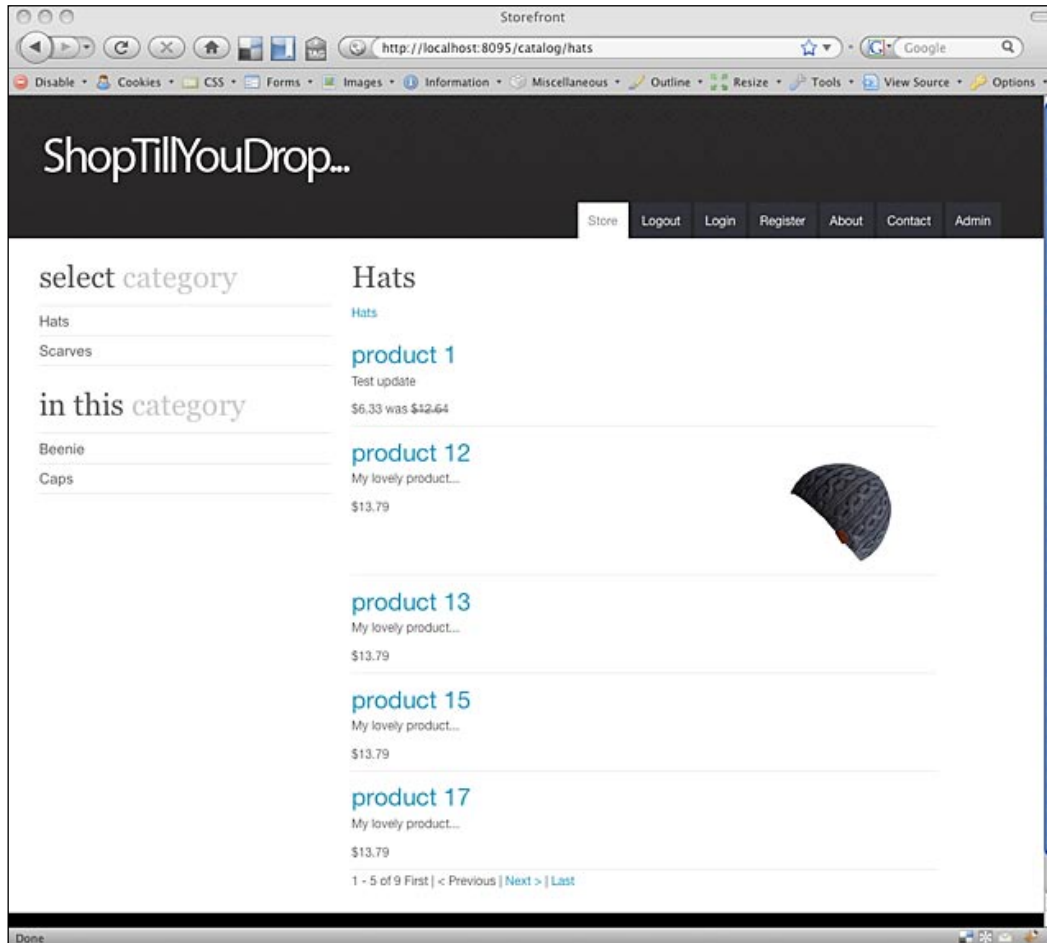 Storefront
TAG
http://localhost:8095/catalog/hats
Google
Disable Cookies CSS Forms Images Information Miscellaneous Outline Resize Tools View Source Options
ShopTillYouDrop...
Store Logout Login Register About Contact Admin
select category
Hats
Scarves
in this category
Beenie
Caps
Hats
Hats
product 1
Test update
$6.33 was $12.64
product 12
My lovely product...
$13.79
product 13
My lovely product...
$13.79
product 15
My lovely product...
$13.79
product 17
My lovely product...
$13.79
1 - 5 of 9 First | < Previous | Next > | Last
Done